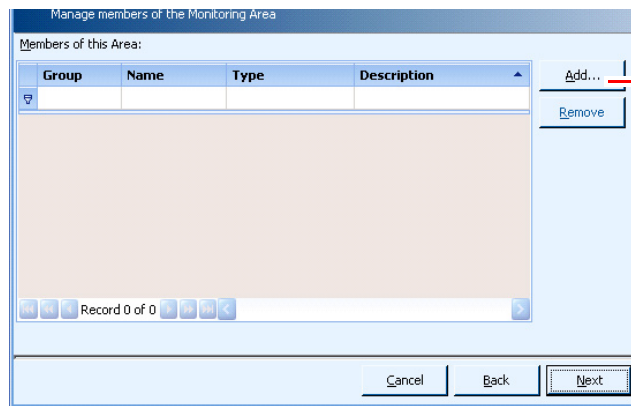 Manage members of the Monitoring Area
Members of this Area:
Group Name Type Description
Add...
Remove
Record 0 of 0
Cancel Back Next